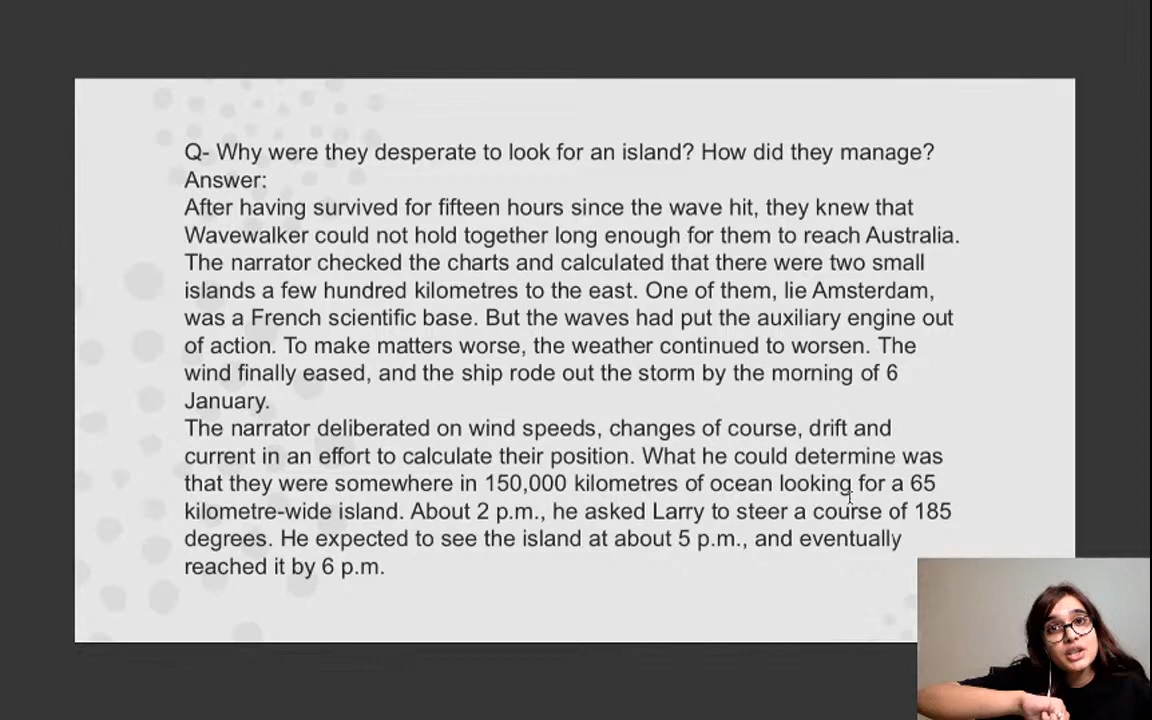 Q- Why were they desperate to look for an island? How did they manage?
Answer:
After having survived for fifteen hours since the wave hit, they knew that
Wavewalker could not hold together long enough for them to reach Australia.
The narrator checked the charts and calculated that there were two small
islands a few hundred kilometres to the east. One of them, lie Amsterdam,
was a French scientific base. But the waves had put the auxiliary engine out
of action. To make matters worse, the weather continued to worsen. The
wind finally eased, and the ship rode out the storm by the morning of 6
January.
The narrator deliberated on wind speeds, changes of course, drift and
current in an effort to calculate their position. What he could determine was
that they were somewhere in 150,000 kilometres of ocean looking for a 65
kilometre-wide island. About 2 p.m., he asked Larry to steer a course of 185
degrees. He expected to see the island at about 5 p.m., and eventually
reached it by 6 p.m.